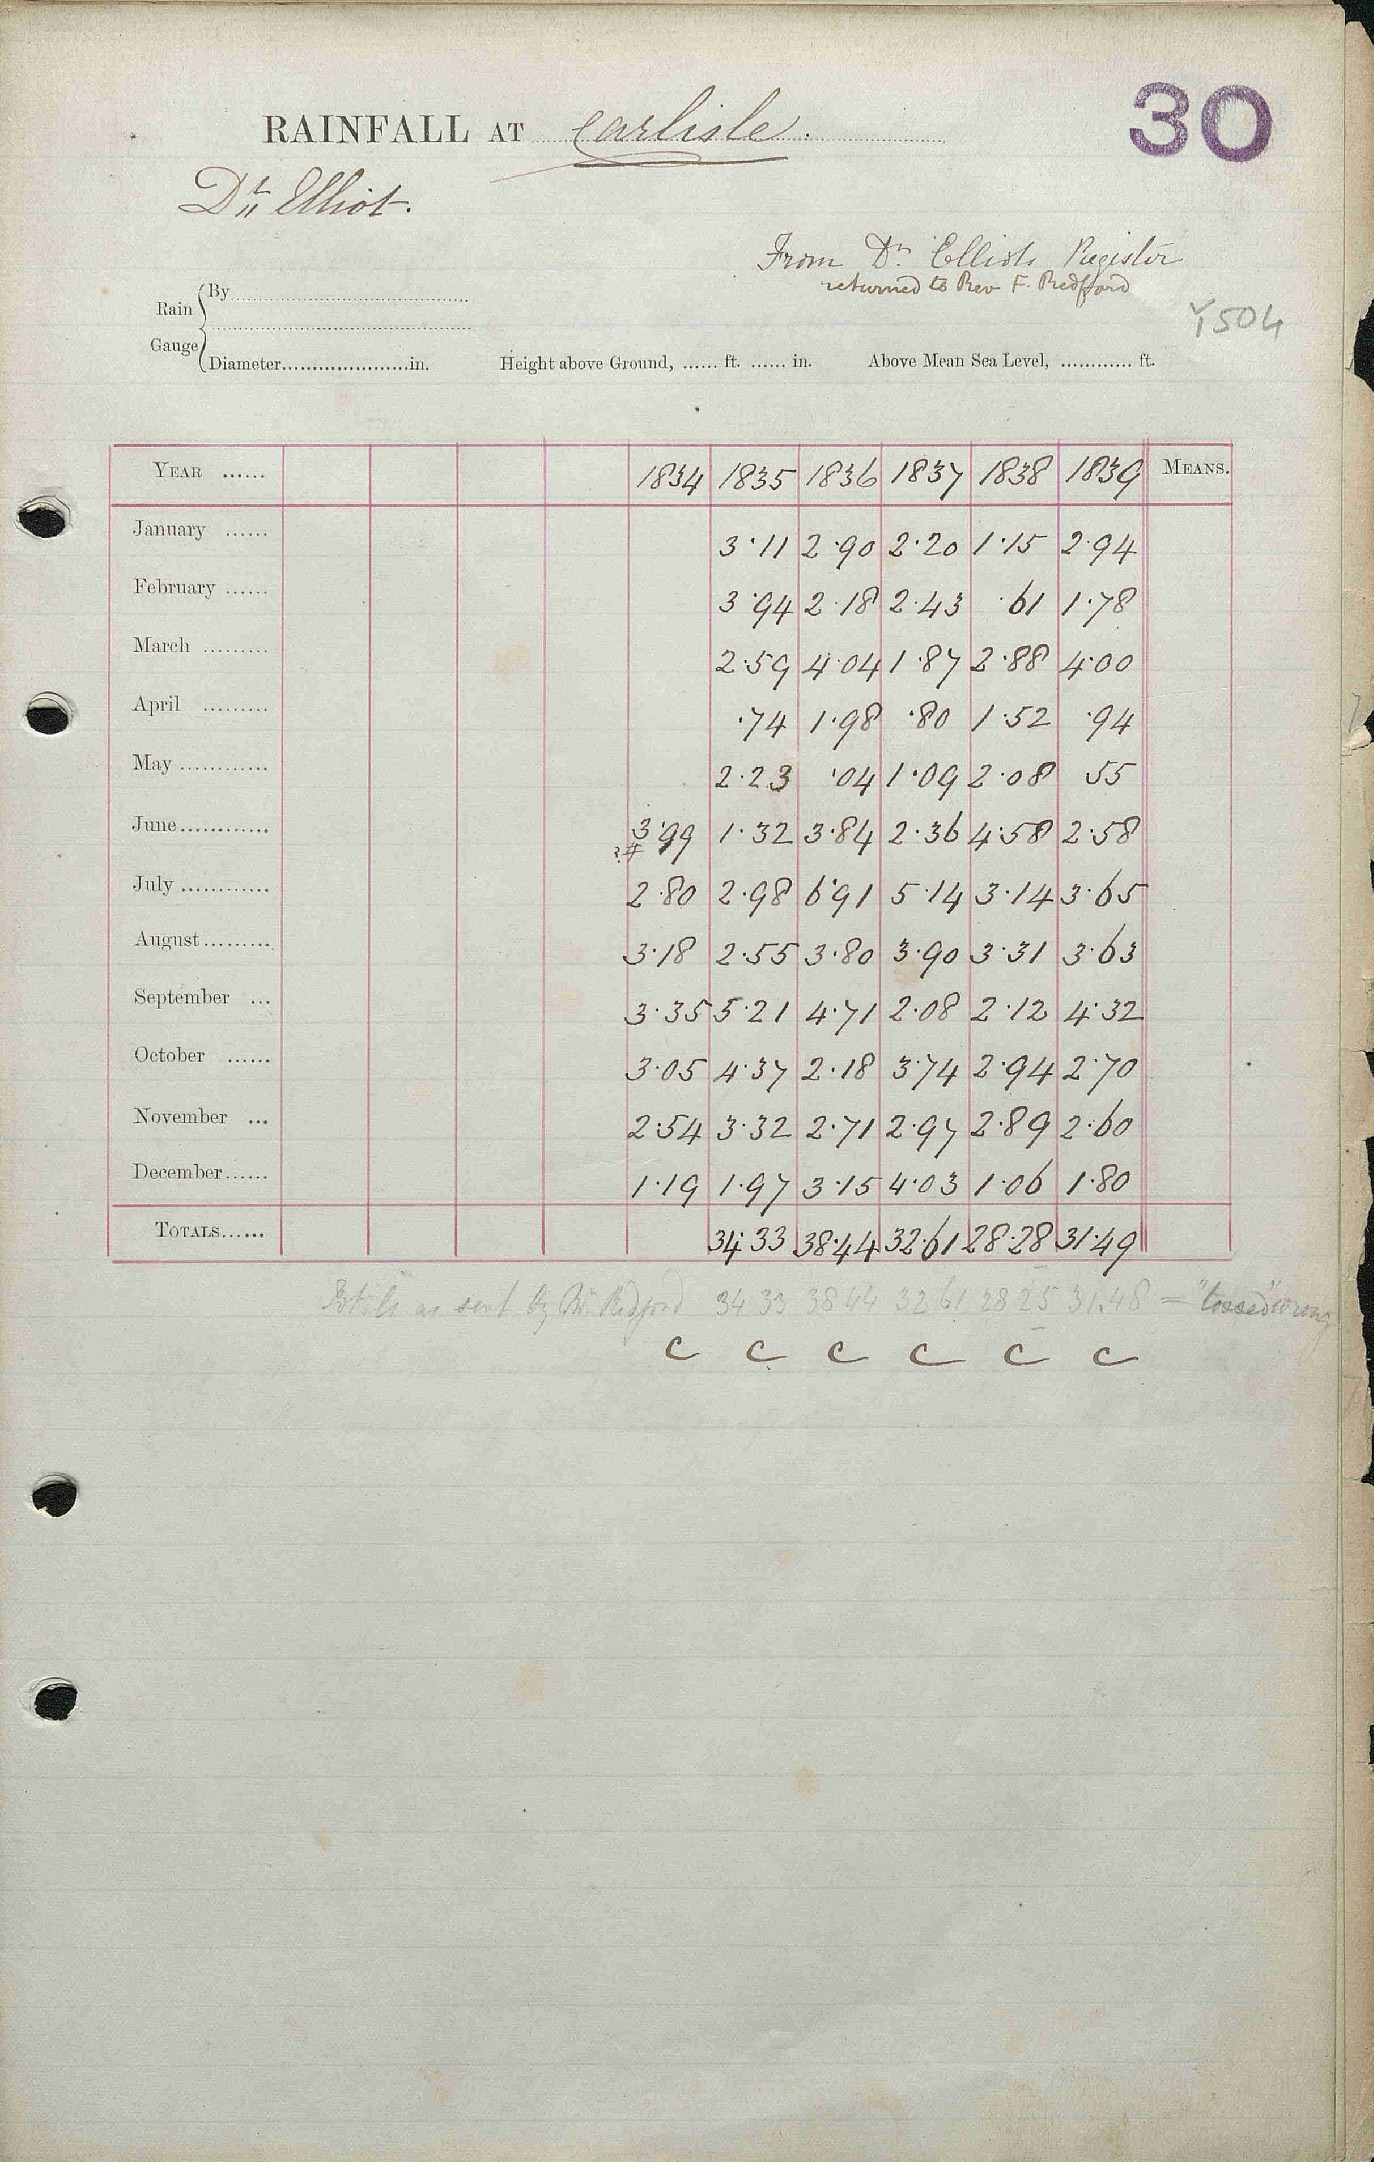 30
RAINFALL AT Carlisle.
Dr. Elliot.
From Dr. Elliots Register
returned to Rev F. Redford
Y504
Rain Gauge { By
Diameter.....................in. Height above Ground, ...... ft. ...... in. Above Mean Sea Level, ............ ft.
YEAR ...... 1834 1835 1836 1837 1838 1839 MEANS.
January ...... 3.11 2.90 2.20 1.15 2.94
February ...... 3.94 2.18 2.43 .61 1.78
March ......... 2.59 4.04 1.87 2.88 4.00
April ......... .74 1.98 .80 1.52 .94
May ............ 2.23 .04 1.09 2.08 55
June............ 3.99 1.32 3.84 2.36 4.58 2.58
July ............ 2.80 2.98 6.91 5.14 3.14 3.65
August......... 3.18 2.55 3.80 3.90 3.31 3.63
September ... 3.35 5.21 4.71 2.08 2.12 4.32
October ...... 3.05 4.37 2.18 3.74 2.94 2.70
November ... 2.54 3.32 2.71 2.97 2.89 2.60
December...... 1.19 1.97 3.15 4.03 1.06 1.80
TOTALS...... 34.33 38.44 32.61 28.28 31.49
Totals as sent by Mr. Redford 34 33 38 44 32 61 28 25 31.48 = "tossed" wrong
C C C C C C